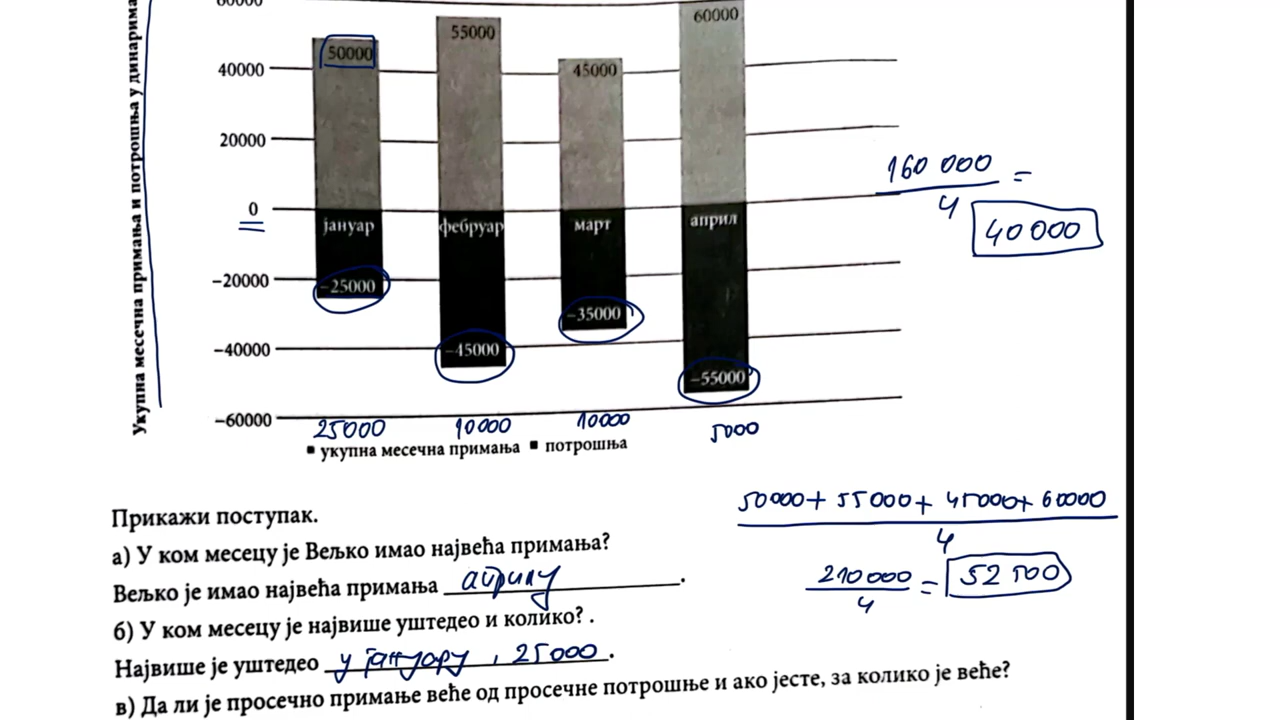 60000
Укупна месечна примања и потрошња у динарима
50000
55000
60000
40000
45000
20000
160 000
=
4
0
јануар
фебруар
март
април
40 000
-20000
-25000
-35000
-40000
-45000
-55000
-60000
25000
10000
10000
5000
▪ укупна месечна примања ▪ потрошња
50000 + 55000 + 45000 + 60000
4
Прикажи поступак.
а) У ком месецу је Вељко имао највећа примања?
210000
=
52 500
4
Вељко је имао највећа примања априлу.
б) У ком месецу је највише уштедео и колико? .
Највише је уштедео у јануару, 25000.
в) Да ли је просечно примање веће од просечне потрошње и ако јесте, за колико је веће?